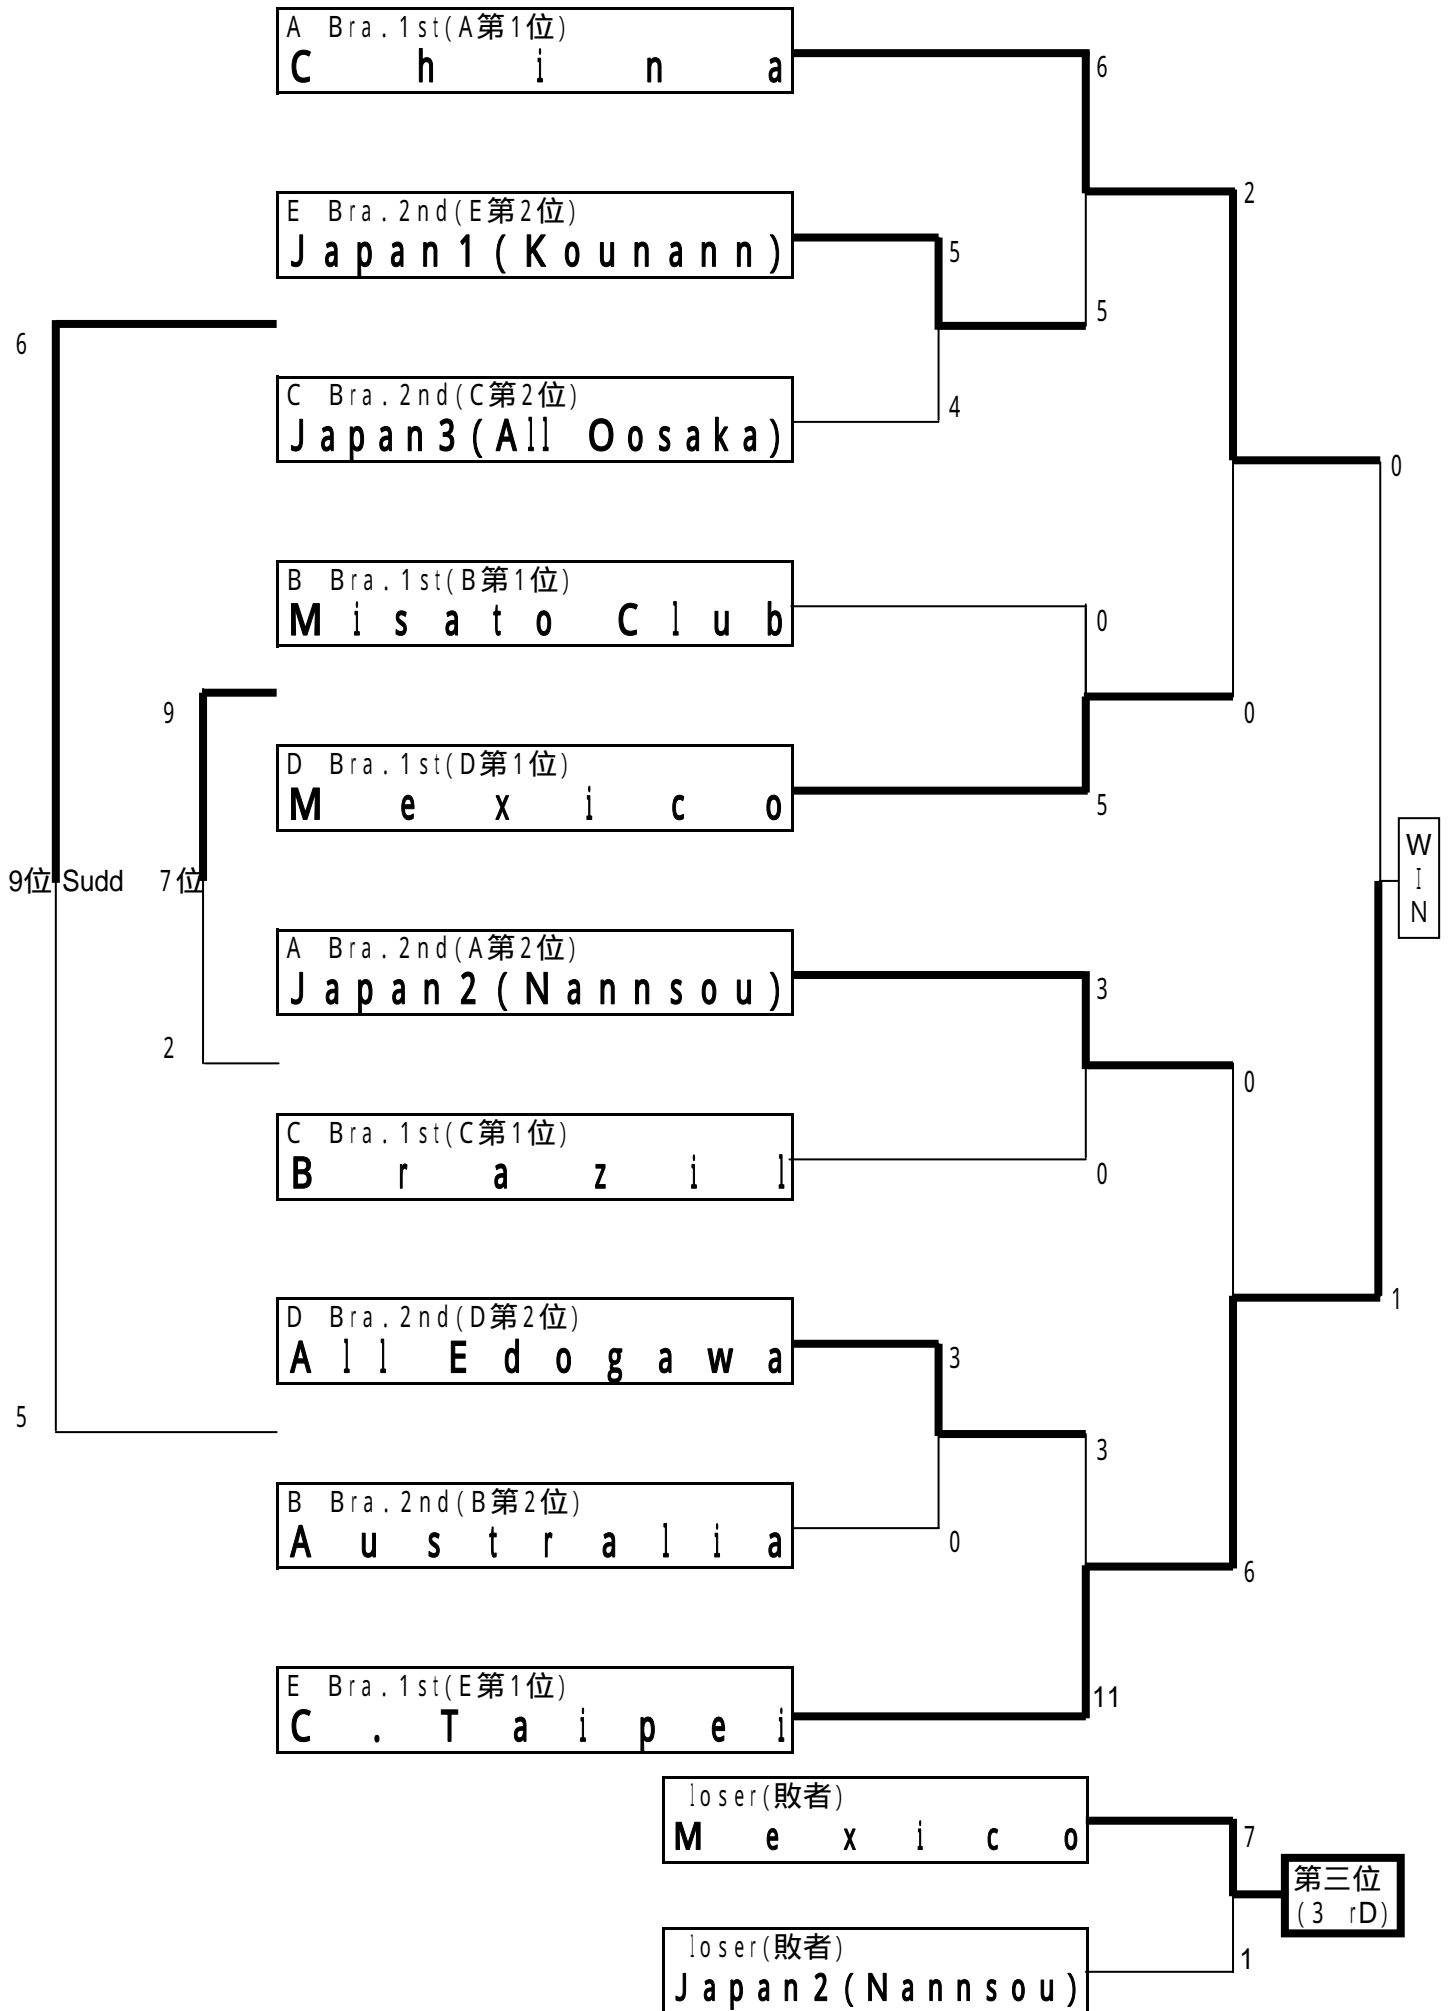 A Bra.1st(A第1位)
China
6
2
E Bra.2nd(E第2位)
Japan1(Kounann)
5
5
6
C Bra.2nd(C第2位)
Japan3(All Oosaka)
4
0
B Bra.1st(B第1位)
Misato Club
0
9
0
D Bra.1st(D第1位)
Mexico
5
WIN
9位 Sudd 7位
A Bra.2nd(A第2位)
Japan2(Nannsou)
3
2
0
C Bra.1st(C第1位)
Brazil
0
1
D Bra.2nd(D第2位)
All Edogawa
3
5
3
B Bra.2nd(B第2位)
Australia
0
6
E Bra.1st(E第1位)
C.Taipei
11
loser(敗者)
Mexico
7
第三位
(3 rD)
loser(敗者)
Japan2(Nannsou)
1